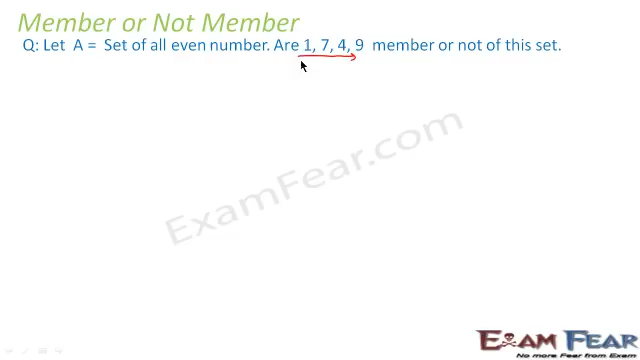 Member or Not Member
Q: Let A = Set of all even number. Are 1, 7, 4, 9 member or not of this set.
ExamFear.com
EXAM FEAR
No more Fear from Exam